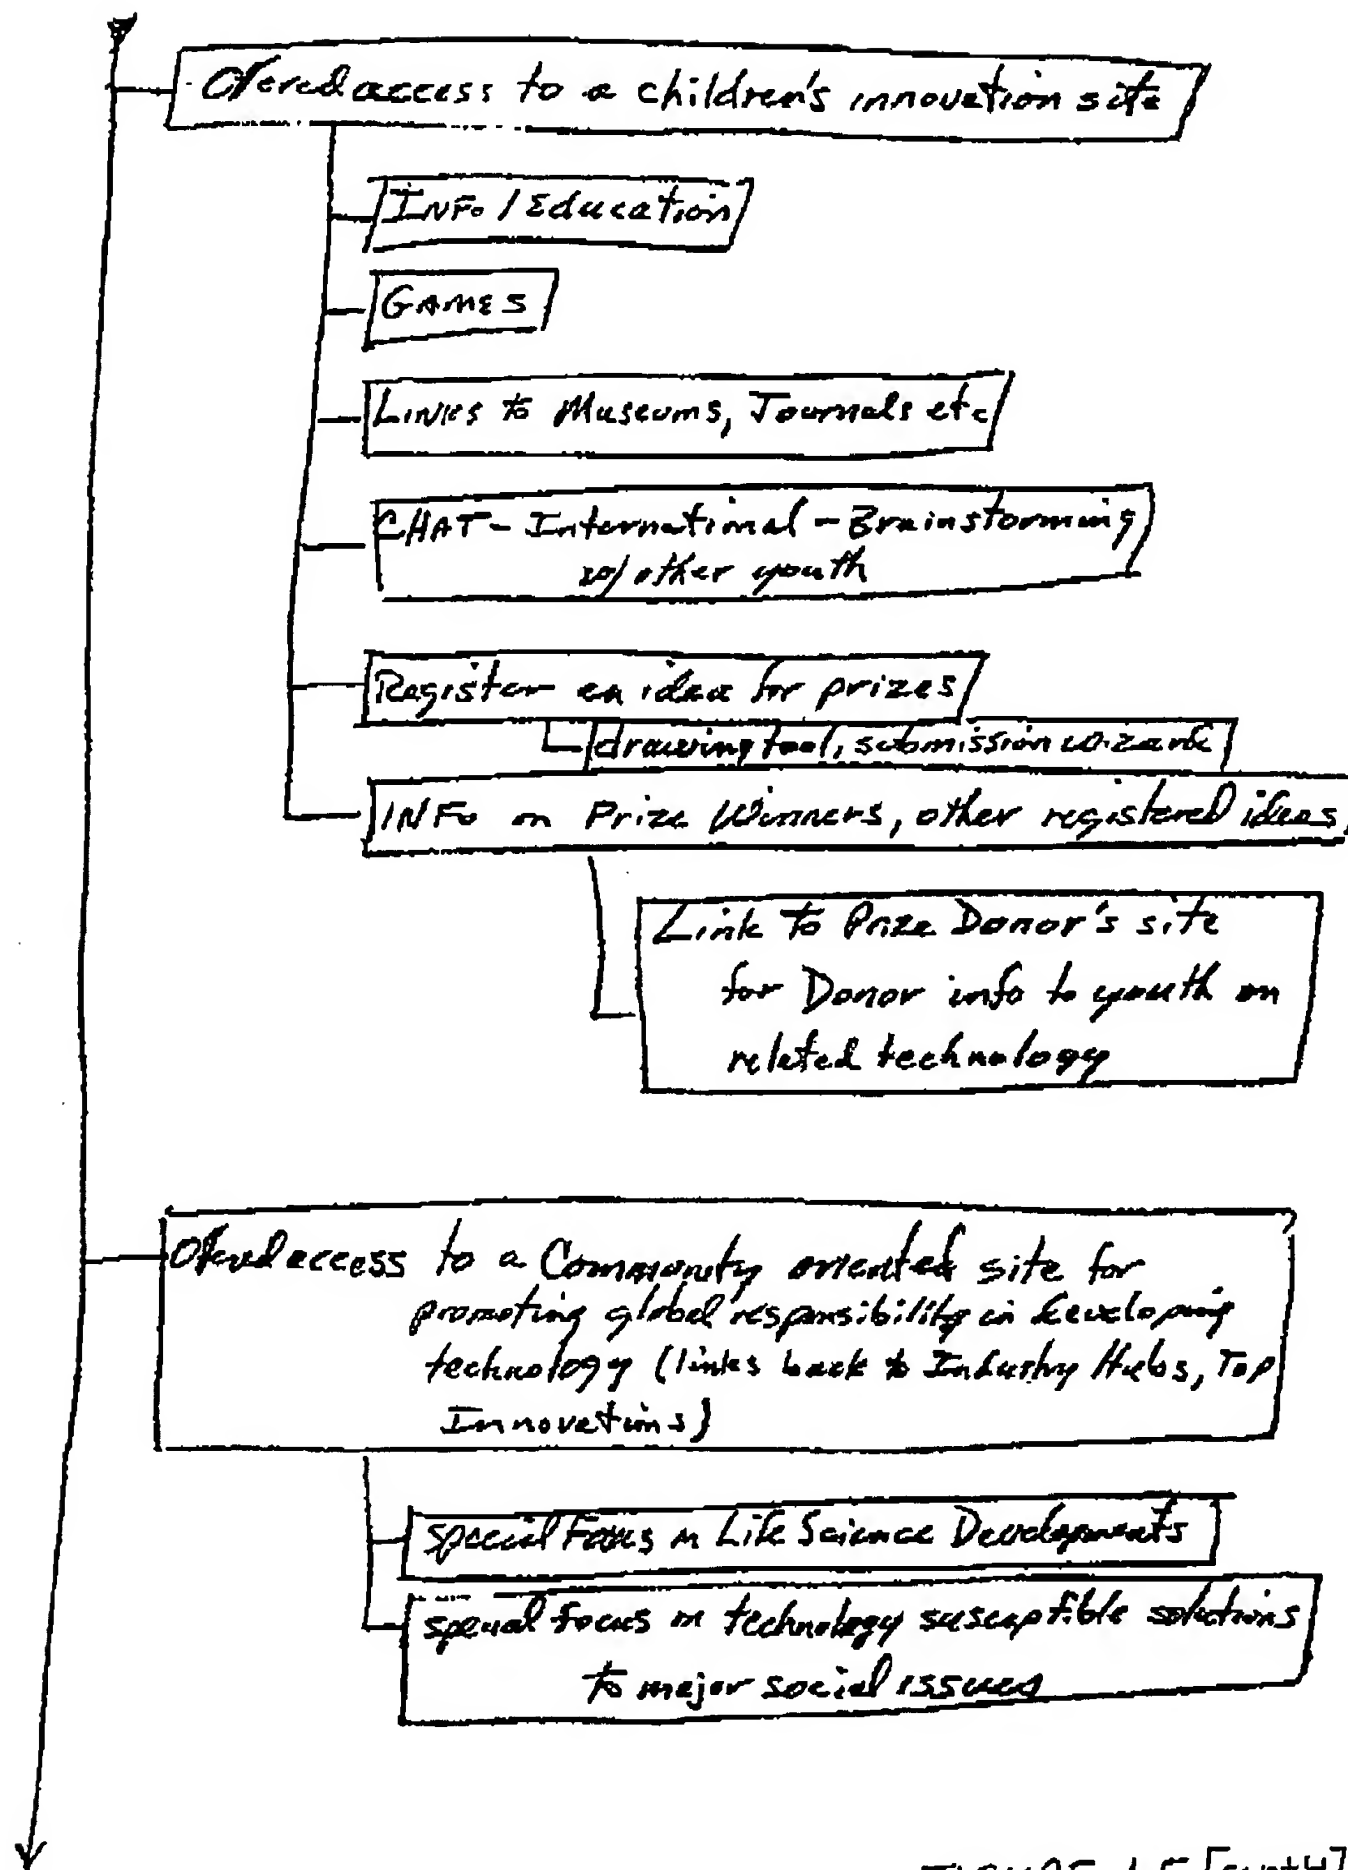 Offered access to a children's innovation site
INFO / Education
GAMES
LINKS to Museums, Journals etc
CHAT - International - Brainstorming
w/ other youth
Register an idea for prizes
drawing tool, submission wizard
INFO on Prize Winners, other registered ideas,
Link to Prize Donor's site
for Donor info to youth on
related technology
Offered access to a Community oriented site for
promoting global responsibility in developing
technology (links back to Industry Hubs, Top
Innovations)
special Focus on Life Science Developments
special focus on technology susceptible solutions
to major social issues